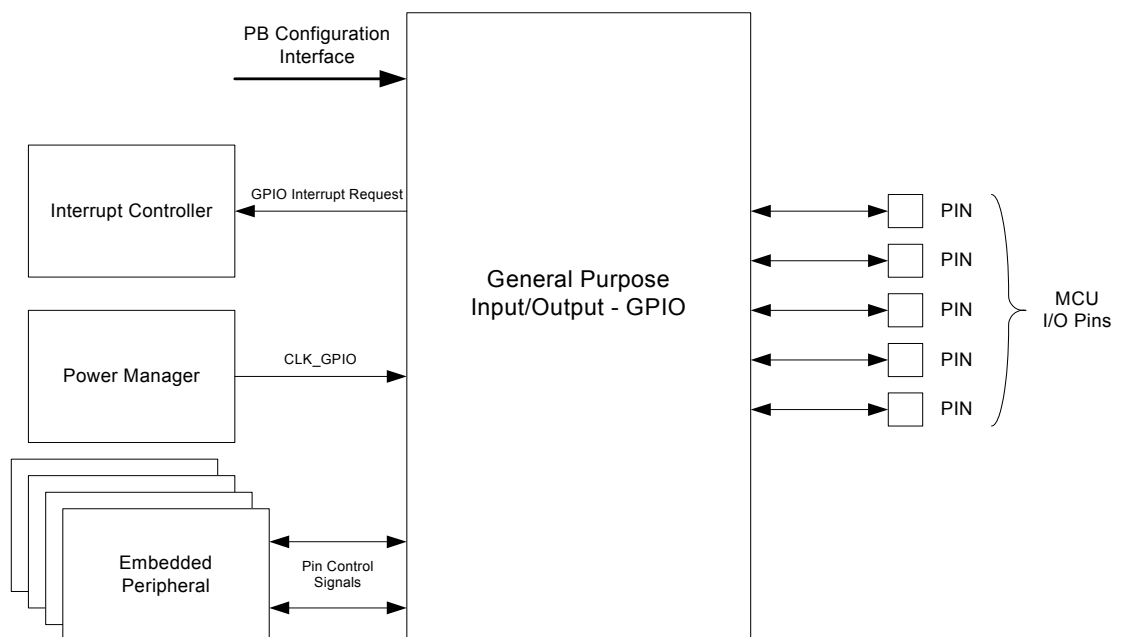 PB Configuration
Interface
Interrupt Controller
GPIO Interrupt Request
General Purpose
Input/Output - GPIO
Power Manager
CLK_GPIO
Embedded
Peripheral
Pin Control
Signals
PIN
PIN
PIN
PIN
PIN
MCU
I/O Pins